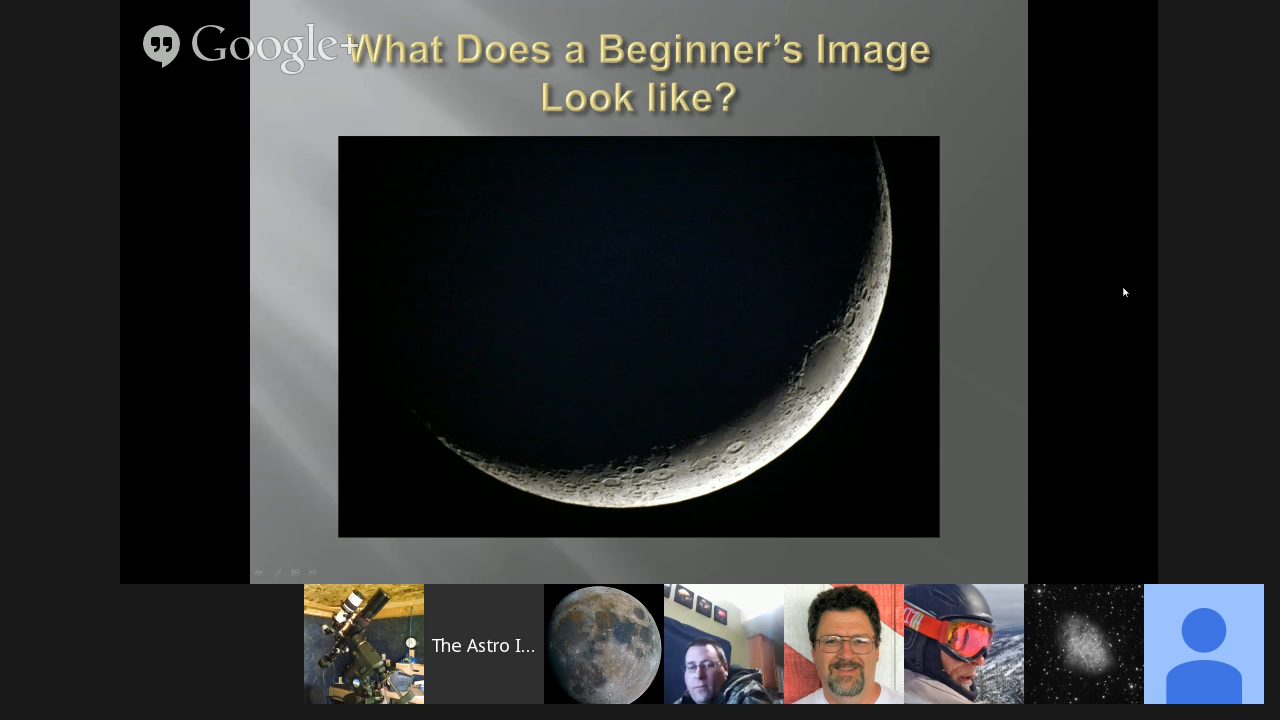 Google+
What Does a Beginner’s Image
Look like?
The Astro I...